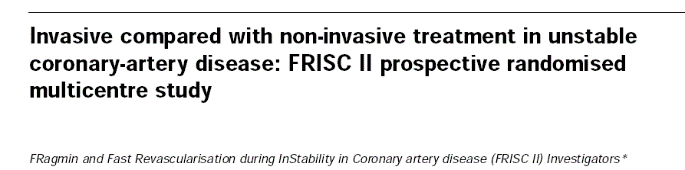 Invasive compared with non-invasive treatment in unstable
coronary-artery disease: FRISC II prospective randomised
multicentre study
FRagmin and Fast Revascularisation during InStability in Coronary artery disease (FRISC II) Investigators*